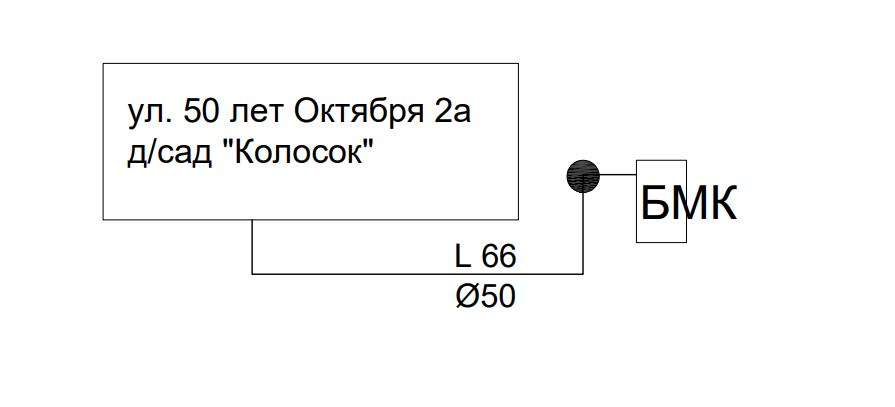 ул. 50 лет Октября 2а
д/сад "Колосок"
БМК
L 66
Ø50